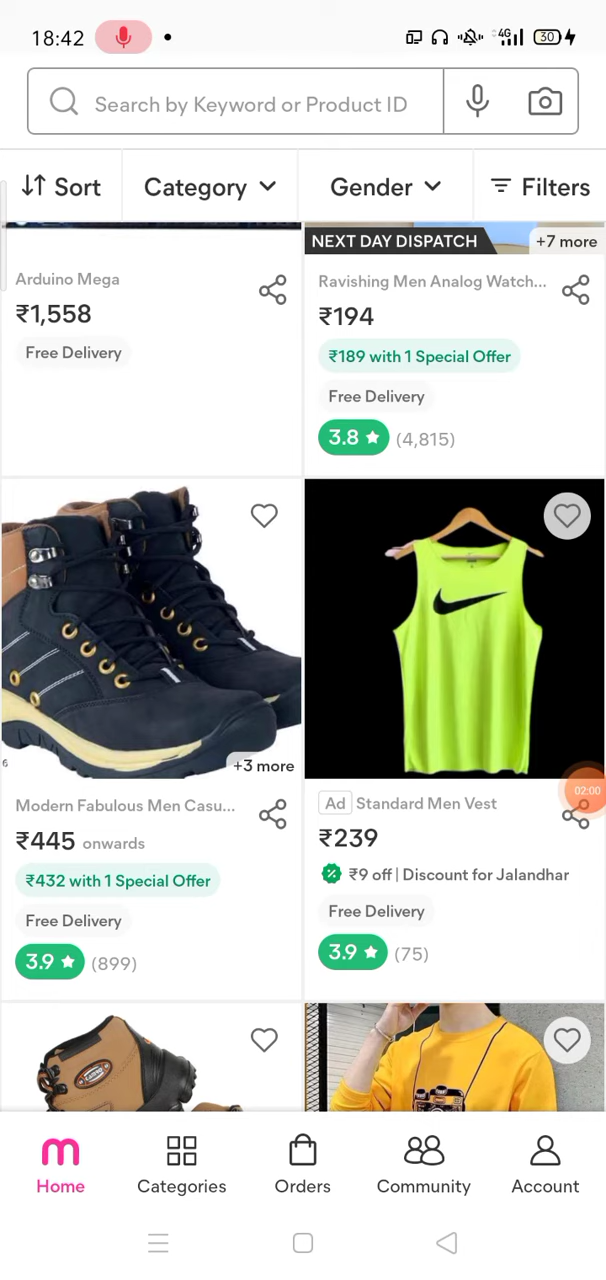 18:42
4G
30
Search by Keyword or Product ID
Sort
Category
Gender
Filters
NEXT DAY DISPATCH
+7 more
Arduino Mega
₹1,558
Free Delivery
Ravishing Men Analog Watch...
₹194
₹189 with 1 Special Offer
Free Delivery
3.8 ★ (4,815)
6
+3 more
Modern Fabulous Men Casu...
₹445 onwards
₹432 with 1 Special Offer
Free Delivery
3.9 ★ (899)
02:00
Ad Standard Men Vest
₹239
₹9 off | Discount for Jalandhar
Free Delivery
3.9 ★ (75)
m
Home
Categories
Orders
Community
Account